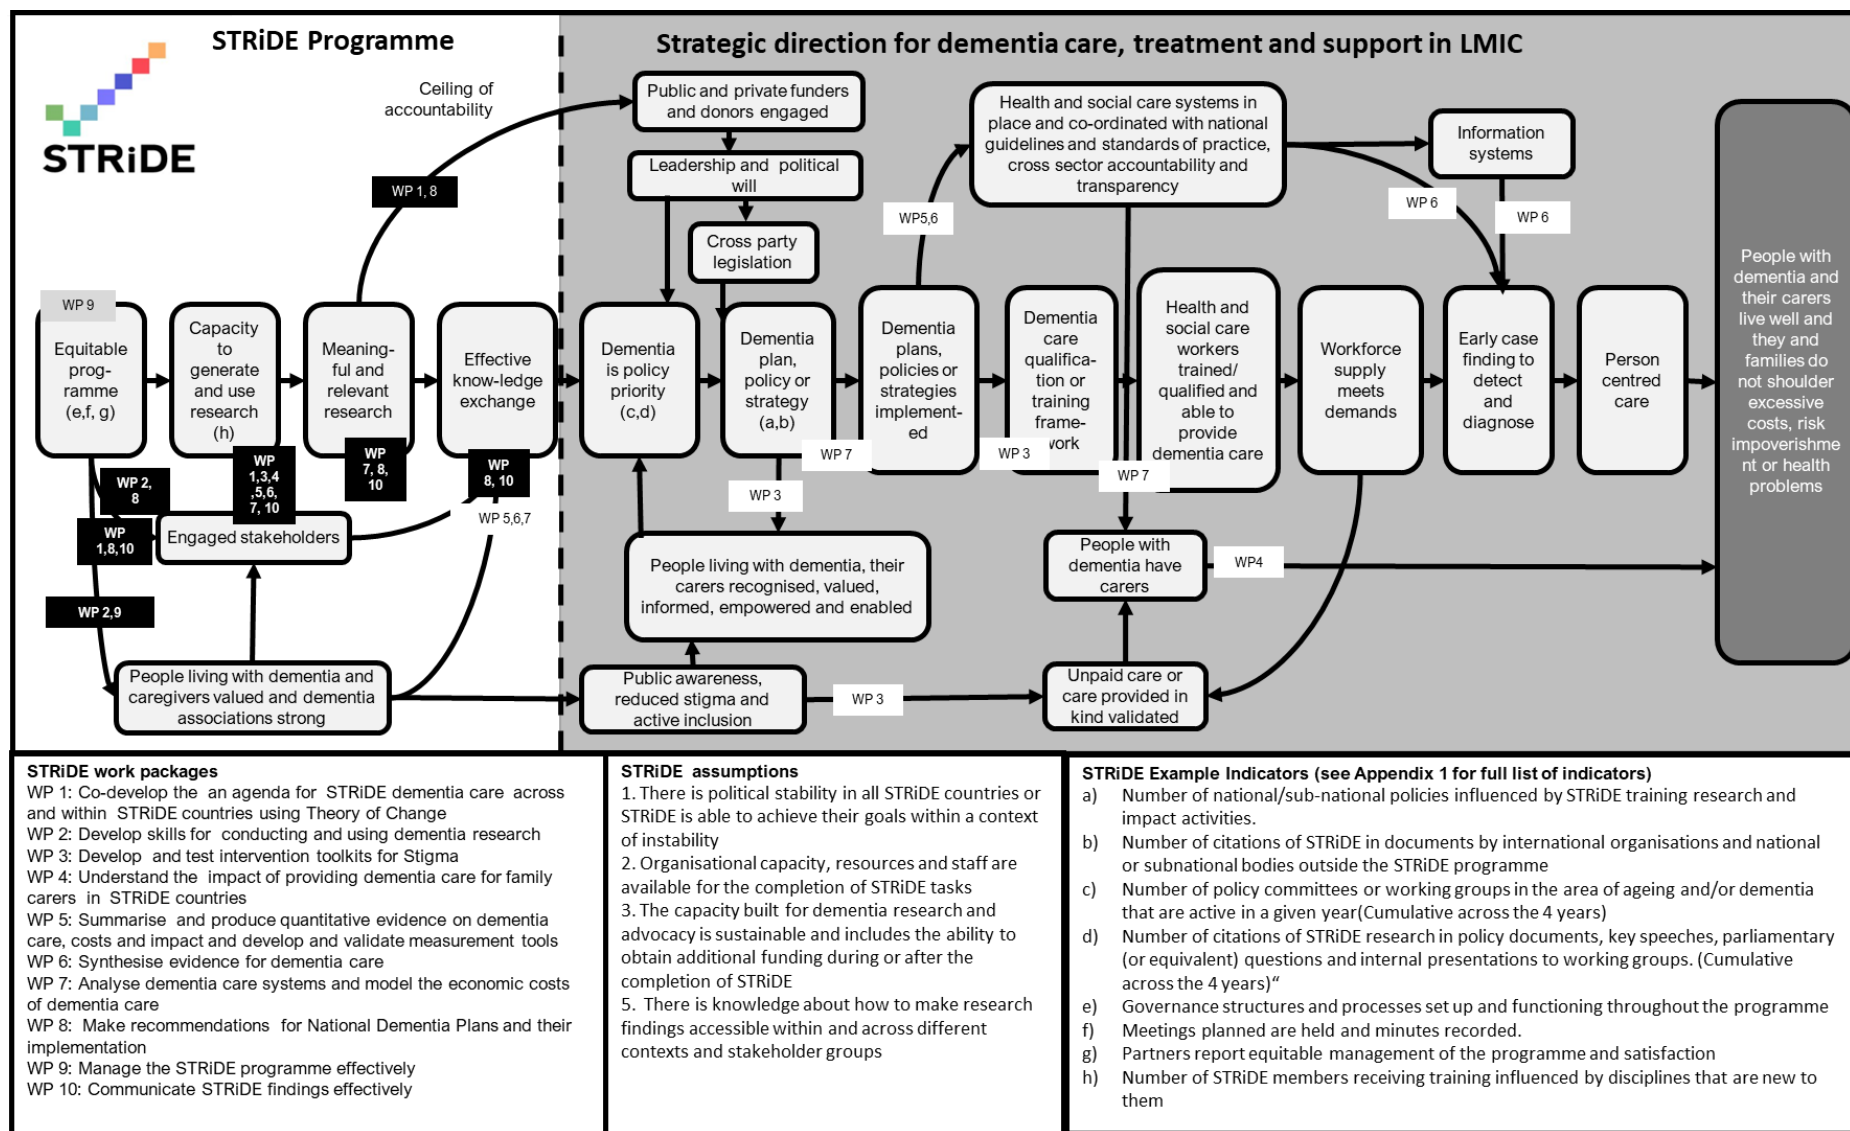 STRiDE Programme
Strategic direction for dementia care, treatment and support in LMIC
STRiDE
Ceiling of
accountability
WP 1, 8
Public and private funders
and donors engaged
Leadership and political
will
Cross party
legislation
Health and social care systems in
place and co-ordinated with national
guidelines and standards of practice,
cross sector accountability and
transparency
Information
systems
WP5,6
WP 6
WP 6
WP 9
Equitable
prog-
ramme
(e,f, g)
Capacity
to
generate
and use
research
(h)
Meaning-
ful and
relevant
research
Effective
know-ledge
exchange
Dementia
is policy
priority
(c,d)
Dementia
plan,
policy or
strategy
(a,b)
Dementia
plans,
policies or
strategies
implement-
ed
Dementia
care
qualifica-
tion or
training
frame-
work
Health and
social care
workers
trained/
qualified and
able to
provide
dementia care
Workforce
supply
meets
demands
Early case
finding to
detect
and
diagnose
Person
centred
care
People with
dementia and
their carers
live well and
they and
families do
not shoulder
excessive
costs, risk
impoverishme
nt or health
problems
WP 2,
8
WP
1,3,4
,5,6,
7, 10
WP
7, 8,
10
WP
8, 10
WP 7
WP 3
WP 7
WP 3
WP 5,6,7
WP
1,8,10
Engaged stakeholders
WP 2,9
People living with dementia, their
carers recognised, valued,
informed, empowered and enabled
People with
dementia have
carers
WP4
People living with dementia and
caregivers valued and dementia
associations strong
Public awareness,
reduced stigma and
active inclusion
WP 3
Unpaid care or
care provided in
kind validated
STRiDE work packages
WP 1: Co-develop the an agenda for STRiDE dementia care across
and within STRiDE countries using Theory of Change
WP 2: Develop skills for conducting and using dementia research
WP 3: Develop and test intervention toolkits for Stigma
WP 4: Understand the impact of providing dementia care for family
carers in STRiDE countries
WP 5: Summarise and produce quantitative evidence on dementia
care, costs and impact and develop and validate measurement tools
WP 6: Synthesise evidence for dementia care
WP 7: Analyse dementia care systems and model the economic costs
of dementia care
WP 8: Make recommendations for National Dementia Plans and their
implementation
WP 9: Manage the STRiDE programme effectively
WP 10: Communicate STRiDE findings effectively
STRiDE assumptions
1. There is political stability in all STRiDE countries or
STRiDE is able to achieve their goals within a context
of instability
2. Organisational capacity, resources and staff are
available for the completion of STRiDE tasks
3. The capacity built for dementia research and
advocacy is sustainable and includes the ability to
obtain additional funding during or after the
completion of STRiDE
5. There is knowledge about how to make research
findings accessible within and across different
contexts and stakeholder groups
STRiDE Example Indicators (see Appendix 1 for full list of indicators)
a) Number of national/sub-national policies influenced by STRiDE training research and
impact activities.
b) Number of citations of STRiDE in documents by international organisations and national
or subnational bodies outside the STRiDE programme
c) Number of policy committees or working groups in the area of ageing and/or dementia
that are active in a given year(Cumulative across the 4 years)
d) Number of citations of STRiDE research in policy documents, key speeches, parliamentary
(or equivalent) questions and internal presentations to working groups. (Cumulative
across the 4 years)“
e) Governance structures and processes set up and functioning throughout the programme
f) Meetings planned are held and minutes recorded.
g) Partners report equitable management of the programme and satisfaction
h) Number of STRiDE members receiving training influenced by disciplines that are new to
them